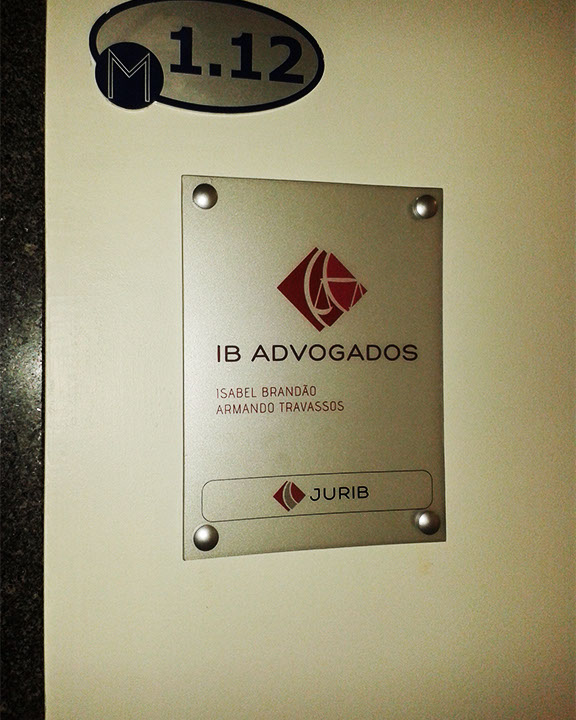 M 1.12
IB ADVOGADOS
ISABEL BRANDÃO
ARMANDO TRAVASSOS
JURIB